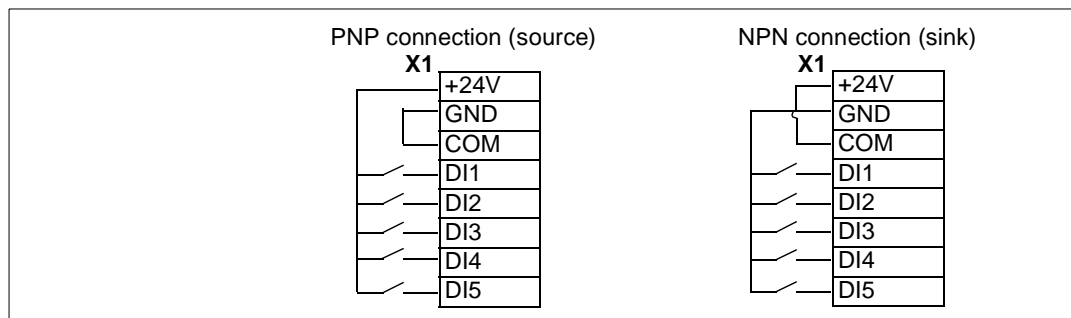 PNP connection (source)
X1
+24V
GND
COM
DI1
DI2
DI3
DI4
DI5
NPN connection (sink)
X1
+24V
GND
COM
DI1
DI2
DI3
DI4
DI5